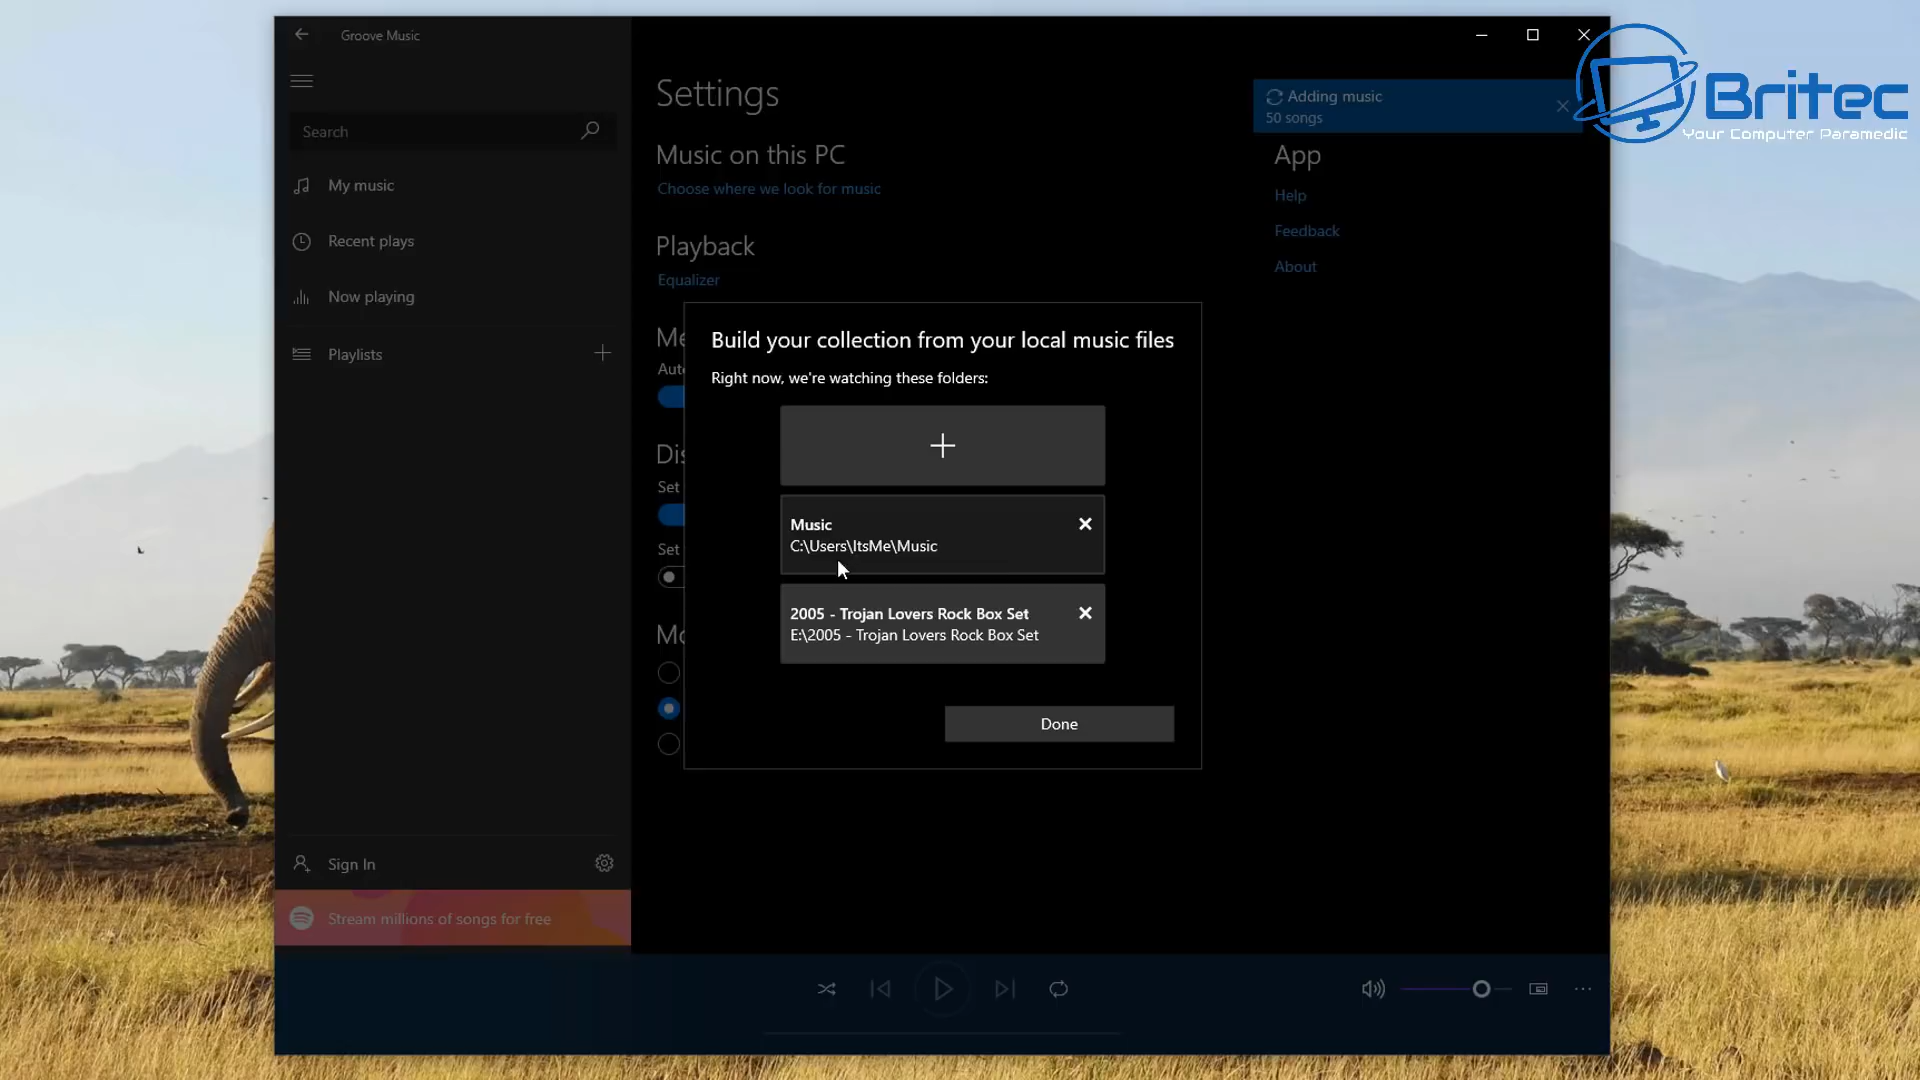 Groove Music
Search
My music
Recent plays
Now playing
Playlists
Sign In
Stream millions of songs for free
Settings
Music on this PC
Choose where we look for music
Playback
Equalizer
Me
Auto
Dis
Set
Set
Mo
Adding music
50 songs
App
Help
Feedback
About
Build your collection from your local music files
Right now, we're watching these folders:
Music
C:\Users\ItsMe\Music
2005 - Trojan Lovers Rock Box Set
E:\2005 - Trojan Lovers Rock Box Set
Done
Britec
Your Computer Paramedic